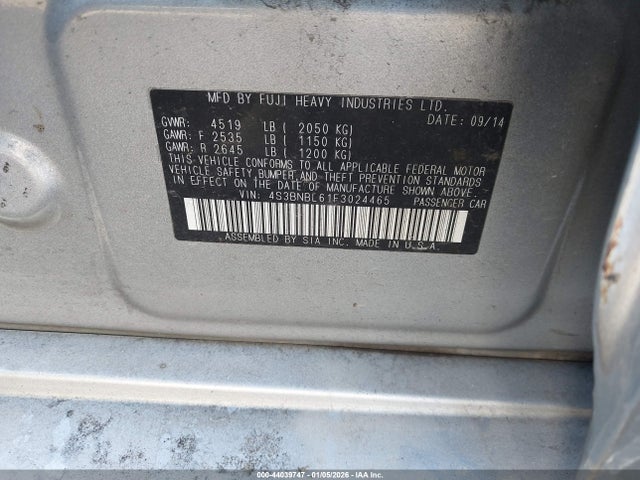 MFD BY FUJI HEAVY INDUSTRIES LTD.
DATE: 09/14
GVWR: 4519 LB ( 2050 KG)
GAWR: F 2535 LB ( 1150 KG)
GAWR: R 2645 LB ( 1200 KG)
THIS VEHICLE CONFORMS TO ALL APPLICABLE FEDERAL MOTOR
VEHICLE SAFETY,BUMPER,AND THEFT PREVENTION STANDARDS
IN EFFECT ON THE DATE OF MANUFACTURE SHOWN ABOVE.
VIN: 4S3BNBL61F3024465 PASSENGER CAR
ASSEMBLED BY SIA INC. MADE IN U.S.A.
000-44039747 - 01/05/2026 - IAAI.COM